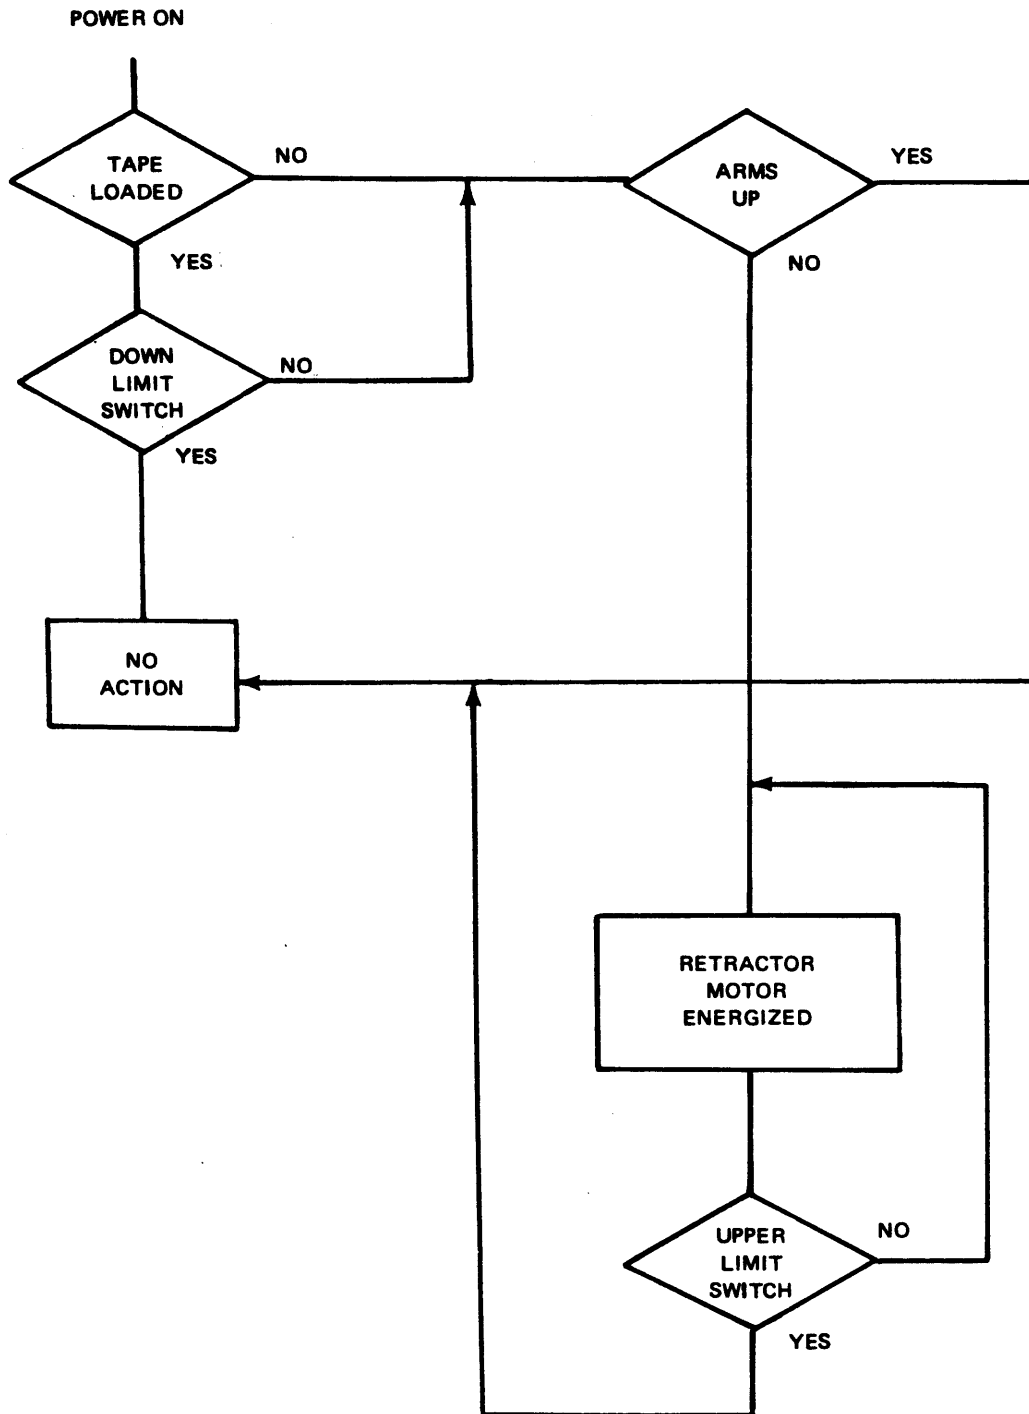 POWER ON
TAPE
LOADED
NO
YES
ARMS
UP
YES
NO
DOWN
LIMIT
SWITCH
NO
YES
NO
ACTION
RETRACTOR
MOTOR
ENERGIZED
UPPER
LIMIT
SWITCH
NO
YES